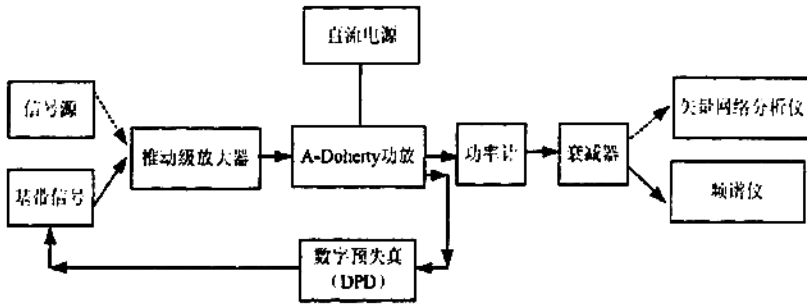 直流电源
信号源
矢量网络分析仪
推动级放大器
A-Doherty功放
功率计
衰减器
基带信号
频谱仪
数字预失真
（DPD）